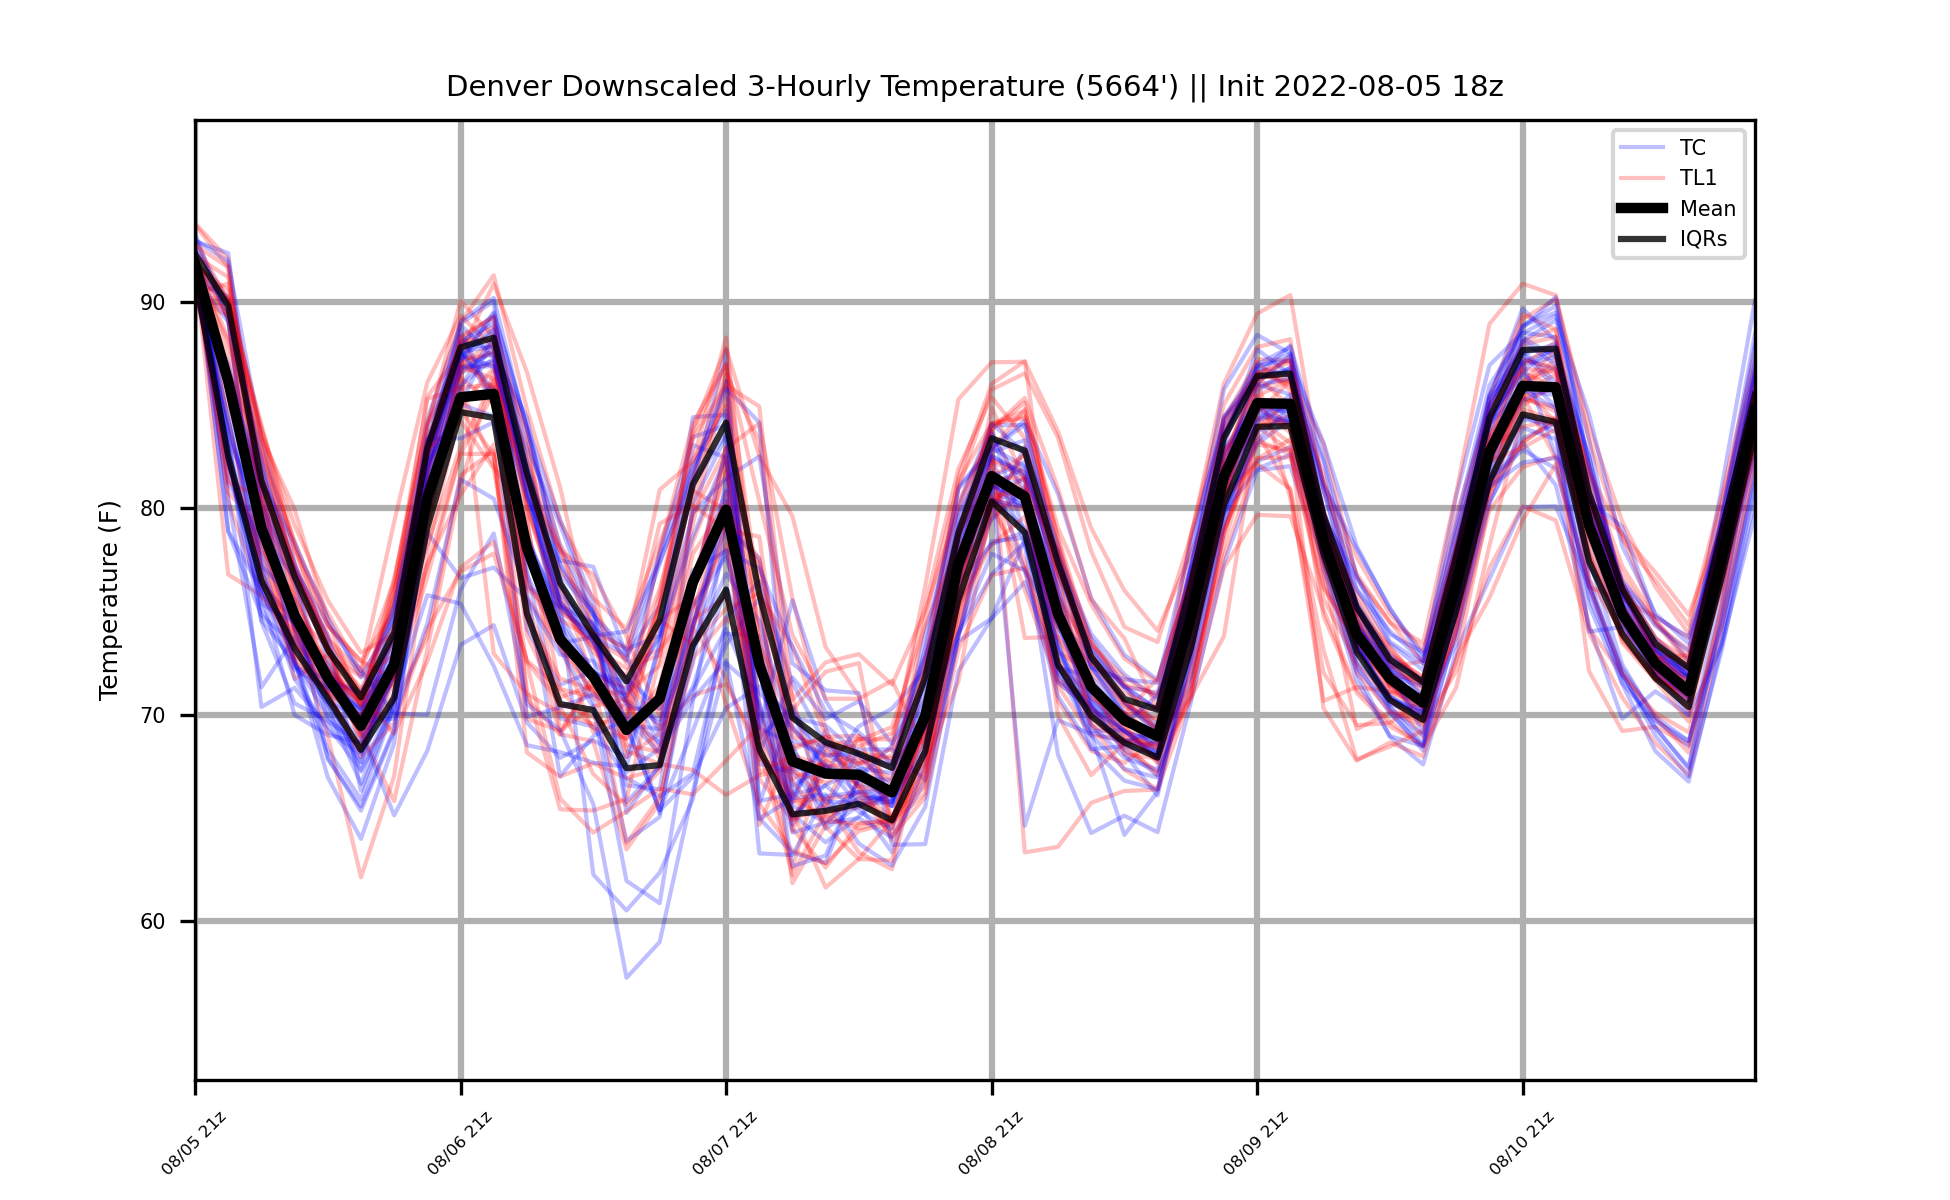 Denver Downscaled 3-Hourly Temperature (5664') || Init 2022-08-05 18z
TC
TL1
Mean
IQRs
Temperature (F)
90
80
70
60
08/05 21z
08/06 21z
08/07 21z
08/08 21z
08/09 21z
08/10 21z